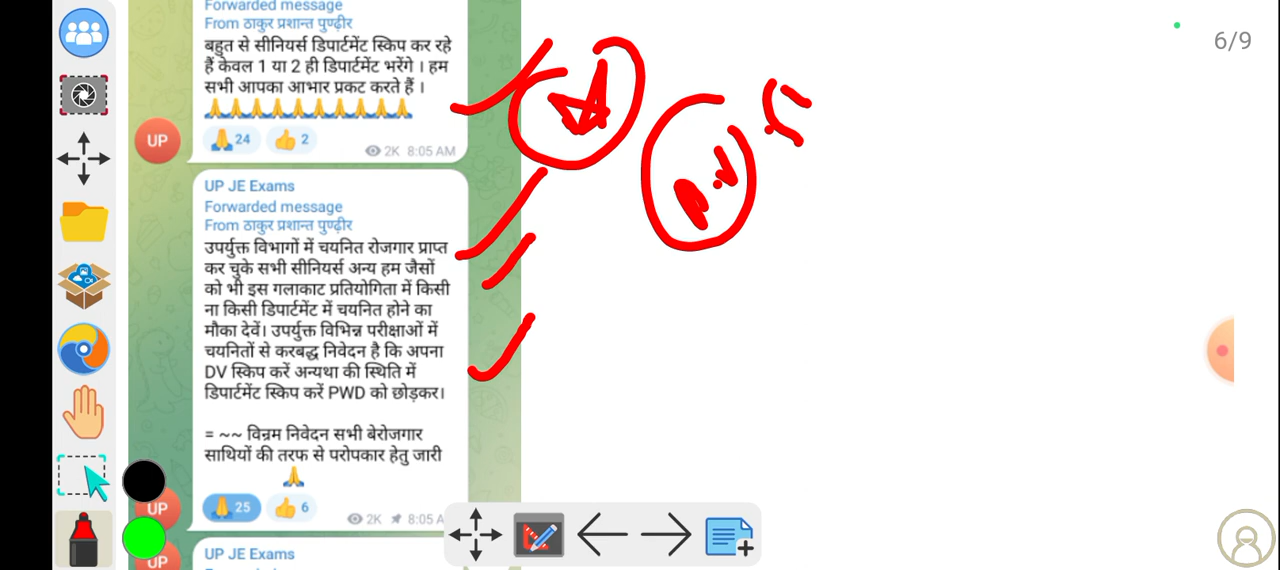 Forwarded message
From ठाकुर प्रशान्त पुण्ढ़ीर
बहुत से सीनियर्स डिपार्टमेंट स्किप कर रहे
हैं केवल 1 या 2 ही डिपार्टमेंट भरेंगे । हम
सभी आपका आभार प्रकट करते हैं ।
🙏🙏🙏🙏🙏🙏🙏🙏🙏🙏
UP
🙏 24 👍 2
2K 8:05 AM
UP JE Exams
Forwarded message
From ठाकुर प्रशान्त पुण्ढ़ीर
उपर्युक्त विभागों में चयनित रोजगार प्राप्त
कर चुके सभी सीनियर्स अन्य हम जैसों
को भी इस गलाकाट प्रतियोगिता में किसी
ना किसी डिपार्टमेंट में चयनित होने का
मौका देवें। उपर्युक्त विभिन्न परीक्षाओं में
चयनितों से करबद्ध निवेदन है कि अपना
DV स्किप करें अन्यथा की स्थिति में
डिपार्टमेंट स्किप करें PWD को छोड़कर।
= ~~ विन्रम निवेदन सभी बेरोजगार
साथियों की तरफ से परोपकार हेतु जारी
🙏
UP
🙏 25 👍 6
2K 8:05 A
UP JE Exams
UP
6/9